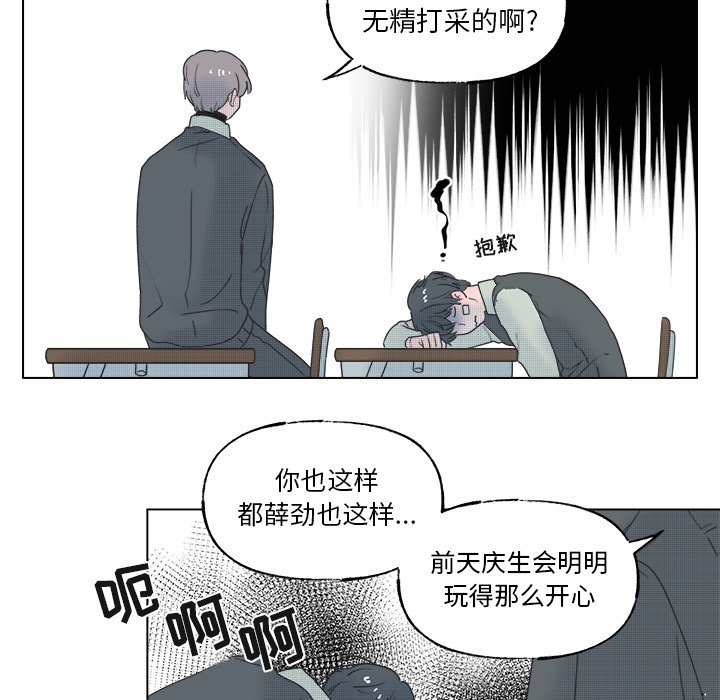 无精打采的啊?
抱歉
你也这样
都薛劲也这样...
前天庆生会明明
玩得那么开心
呃啊啊